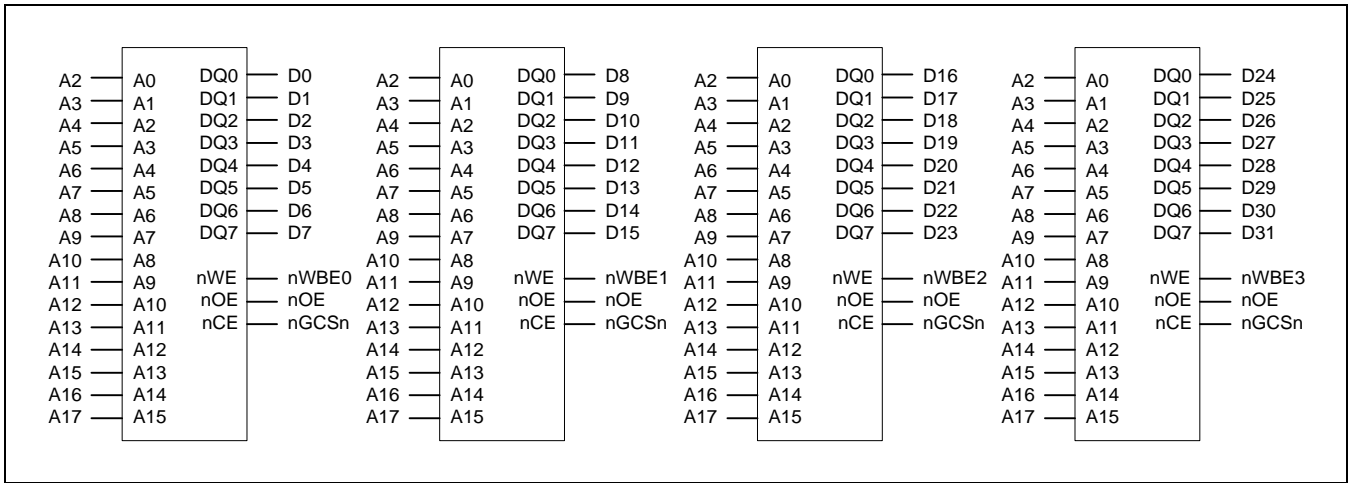 A2 A0 DQ0 D0 A2 A0 DQ0 D8 A2 A0 DQ0 D16 A2 A0 DQ0 D24
A3 A1 DQ1 D1 A3 A1 DQ1 D9 A3 A1 DQ1 D17 A3 A1 DQ1 D25
A4 A2 DQ2 D2 A4 A2 DQ2 D10 A4 A2 DQ2 D18 A4 A2 DQ2 D26
A5 A3 DQ3 D3 A5 A3 DQ3 D11 A5 A3 DQ3 D19 A5 A3 DQ3 D27
A6 A4 DQ4 D4 A6 A4 DQ4 D12 A6 A4 DQ4 D20 A6 A4 DQ4 D28
A7 A5 DQ5 D5 A7 A5 DQ5 D13 A7 A5 DQ5 D21 A7 A5 DQ5 D29
A8 A6 DQ6 D6 A8 A6 DQ6 D14 A8 A6 DQ6 D22 A8 A6 DQ6 D30
A9 A7 DQ7 D7 A9 A7 DQ7 D15 A9 A7 DQ7 D23 A9 A7 DQ7 D31
A10 A8 A10 A8 A10 A8 A10 A8
A11 A9 nWE nWBE0 A11 A9 nWE nWBE1 A11 A9 nWE nWBE2 A11 A9 nWE nWBE3
A12 A10 nOE nOE A12 A10 nOE nOE A12 A10 nOE nOE A12 A10 nOE nOE
A13 A11 nCE nGCSn A13 A11 nCE nGCSn A13 A11 nCE nGCSn A13 A11 nCE nGCSn
A14 A12 A14 A12 A14 A12 A14 A12
A15 A13 A15 A13 A15 A13 A15 A13
A16 A14 A16 A14 A16 A14 A16 A14
A17 A15 A17 A15 A17 A15 A17 A15